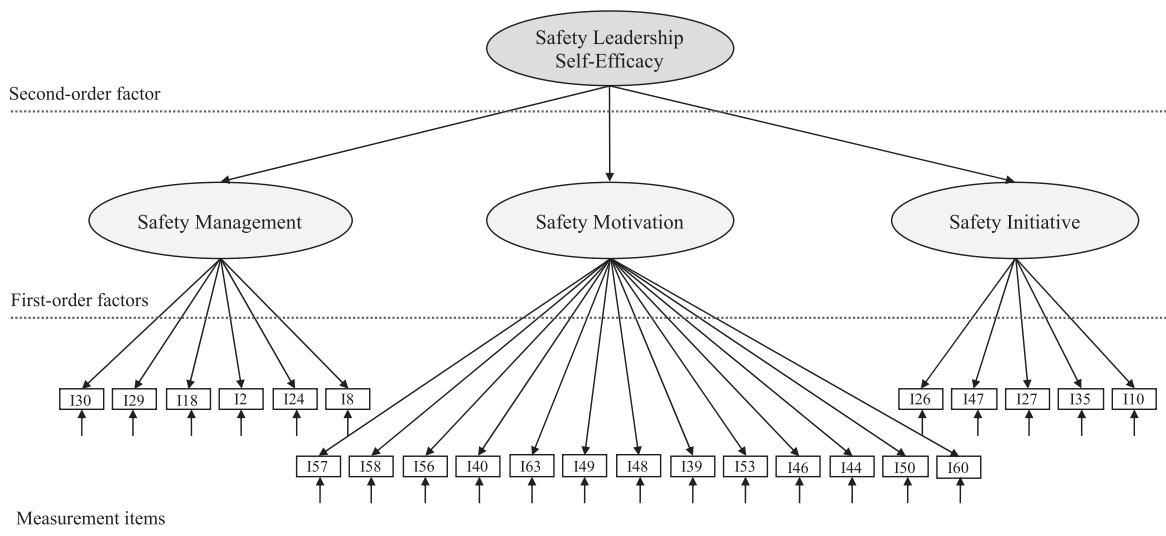 Safety Leadership
Self-Efficacy
Second-order factor
Safety Management
Safety Motivation
Safety Initiative
First-order factors
I30 I29 I18 I2 I24 I8
I26 I47 I27 I35 I10
I57 I58 I56 I40 I63 I49 I48 I39 I53 I46 I44 I50 I60
Measurement items